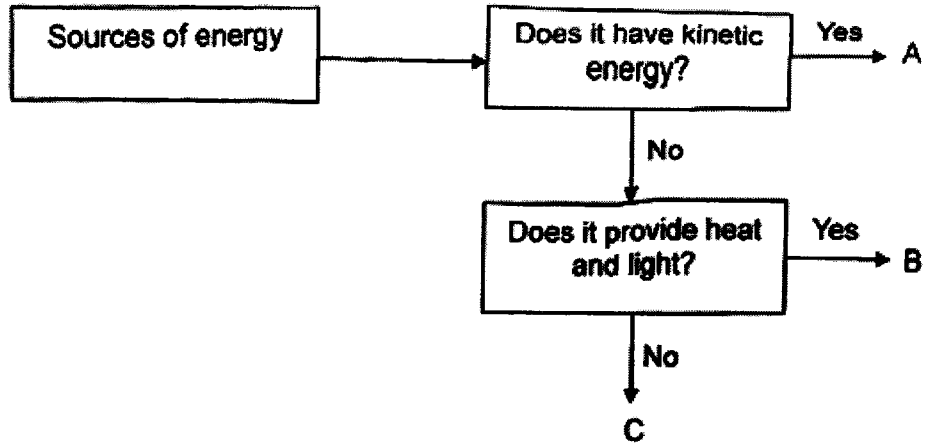 Sources of energy
Does it have kinetic
energy?
Yes
A
No
Does it provide heat
and light?
Yes
B
No
C